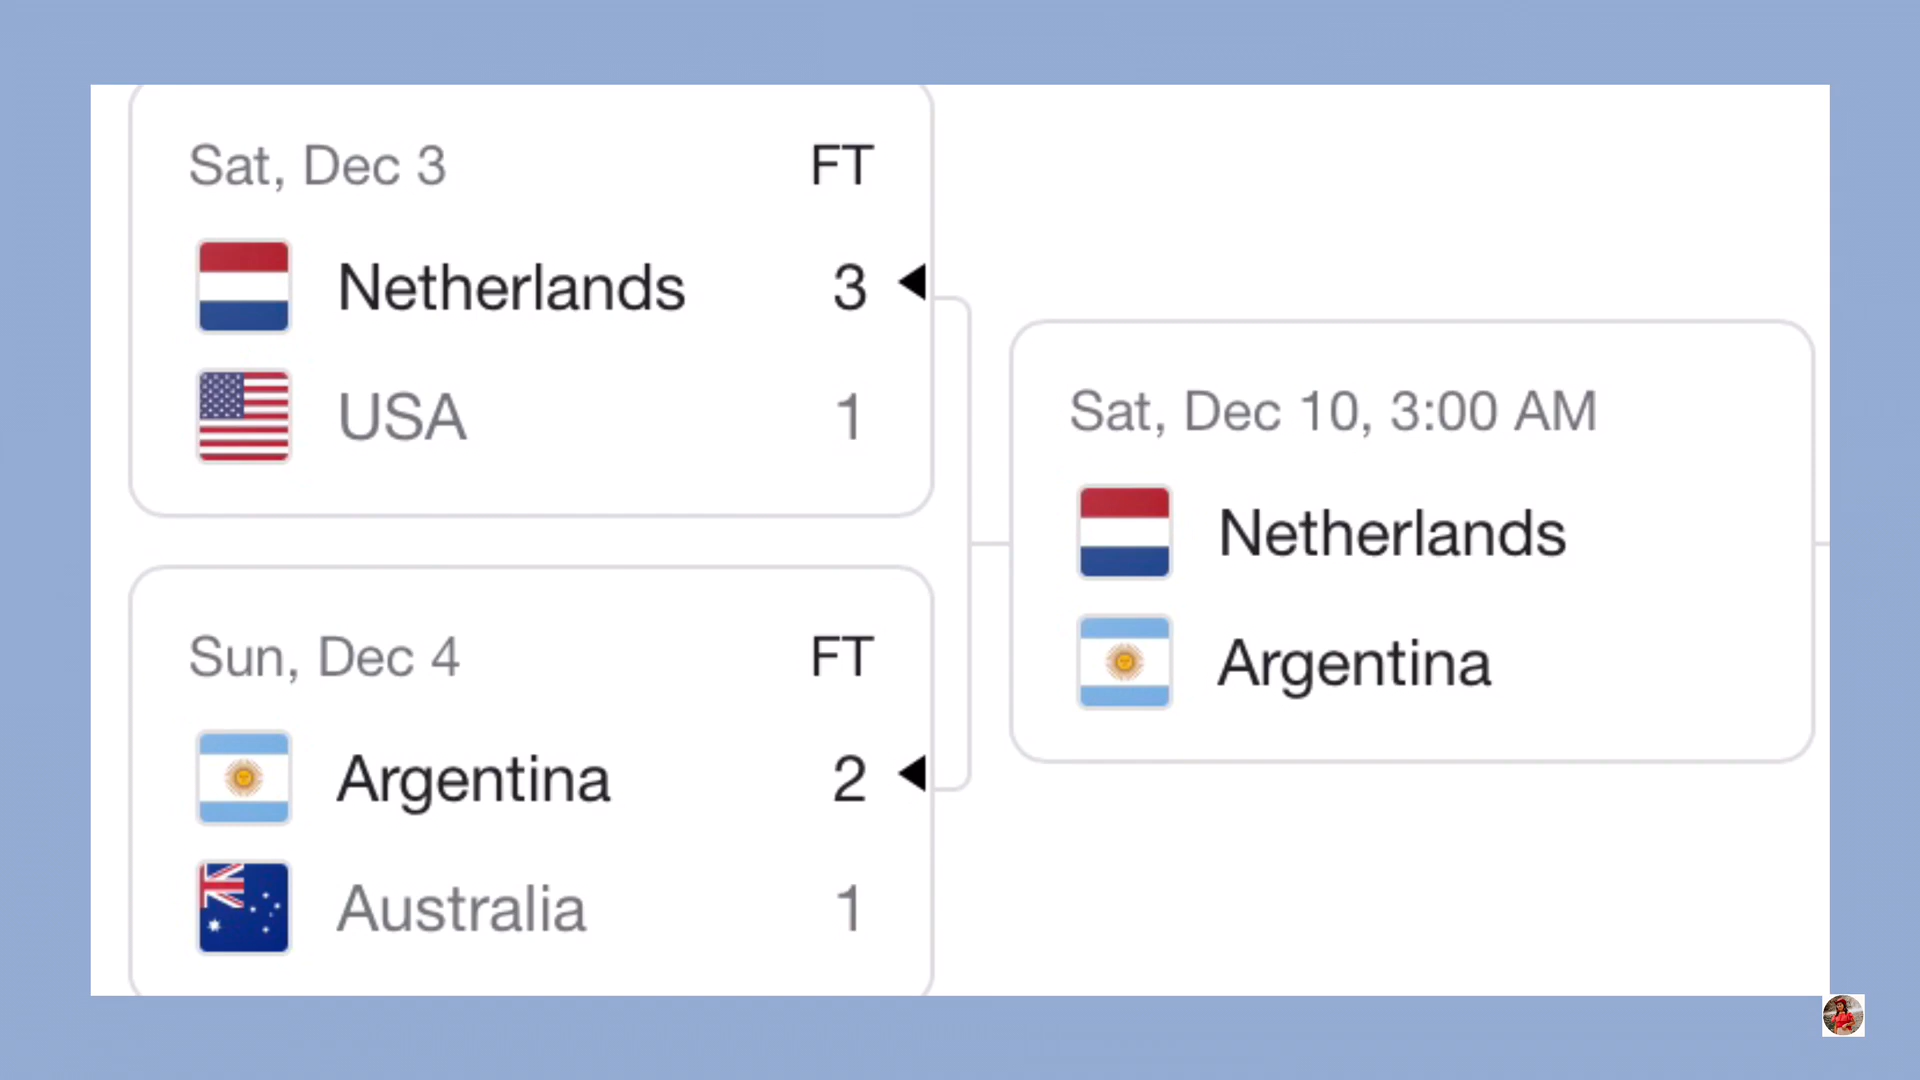 Sat, Dec 3 FT
Netherlands 3
USA 1
Sun, Dec 4 FT
Argentina 2
Australia 1
Sat, Dec 10, 3:00 AM
Netherlands
Argentina